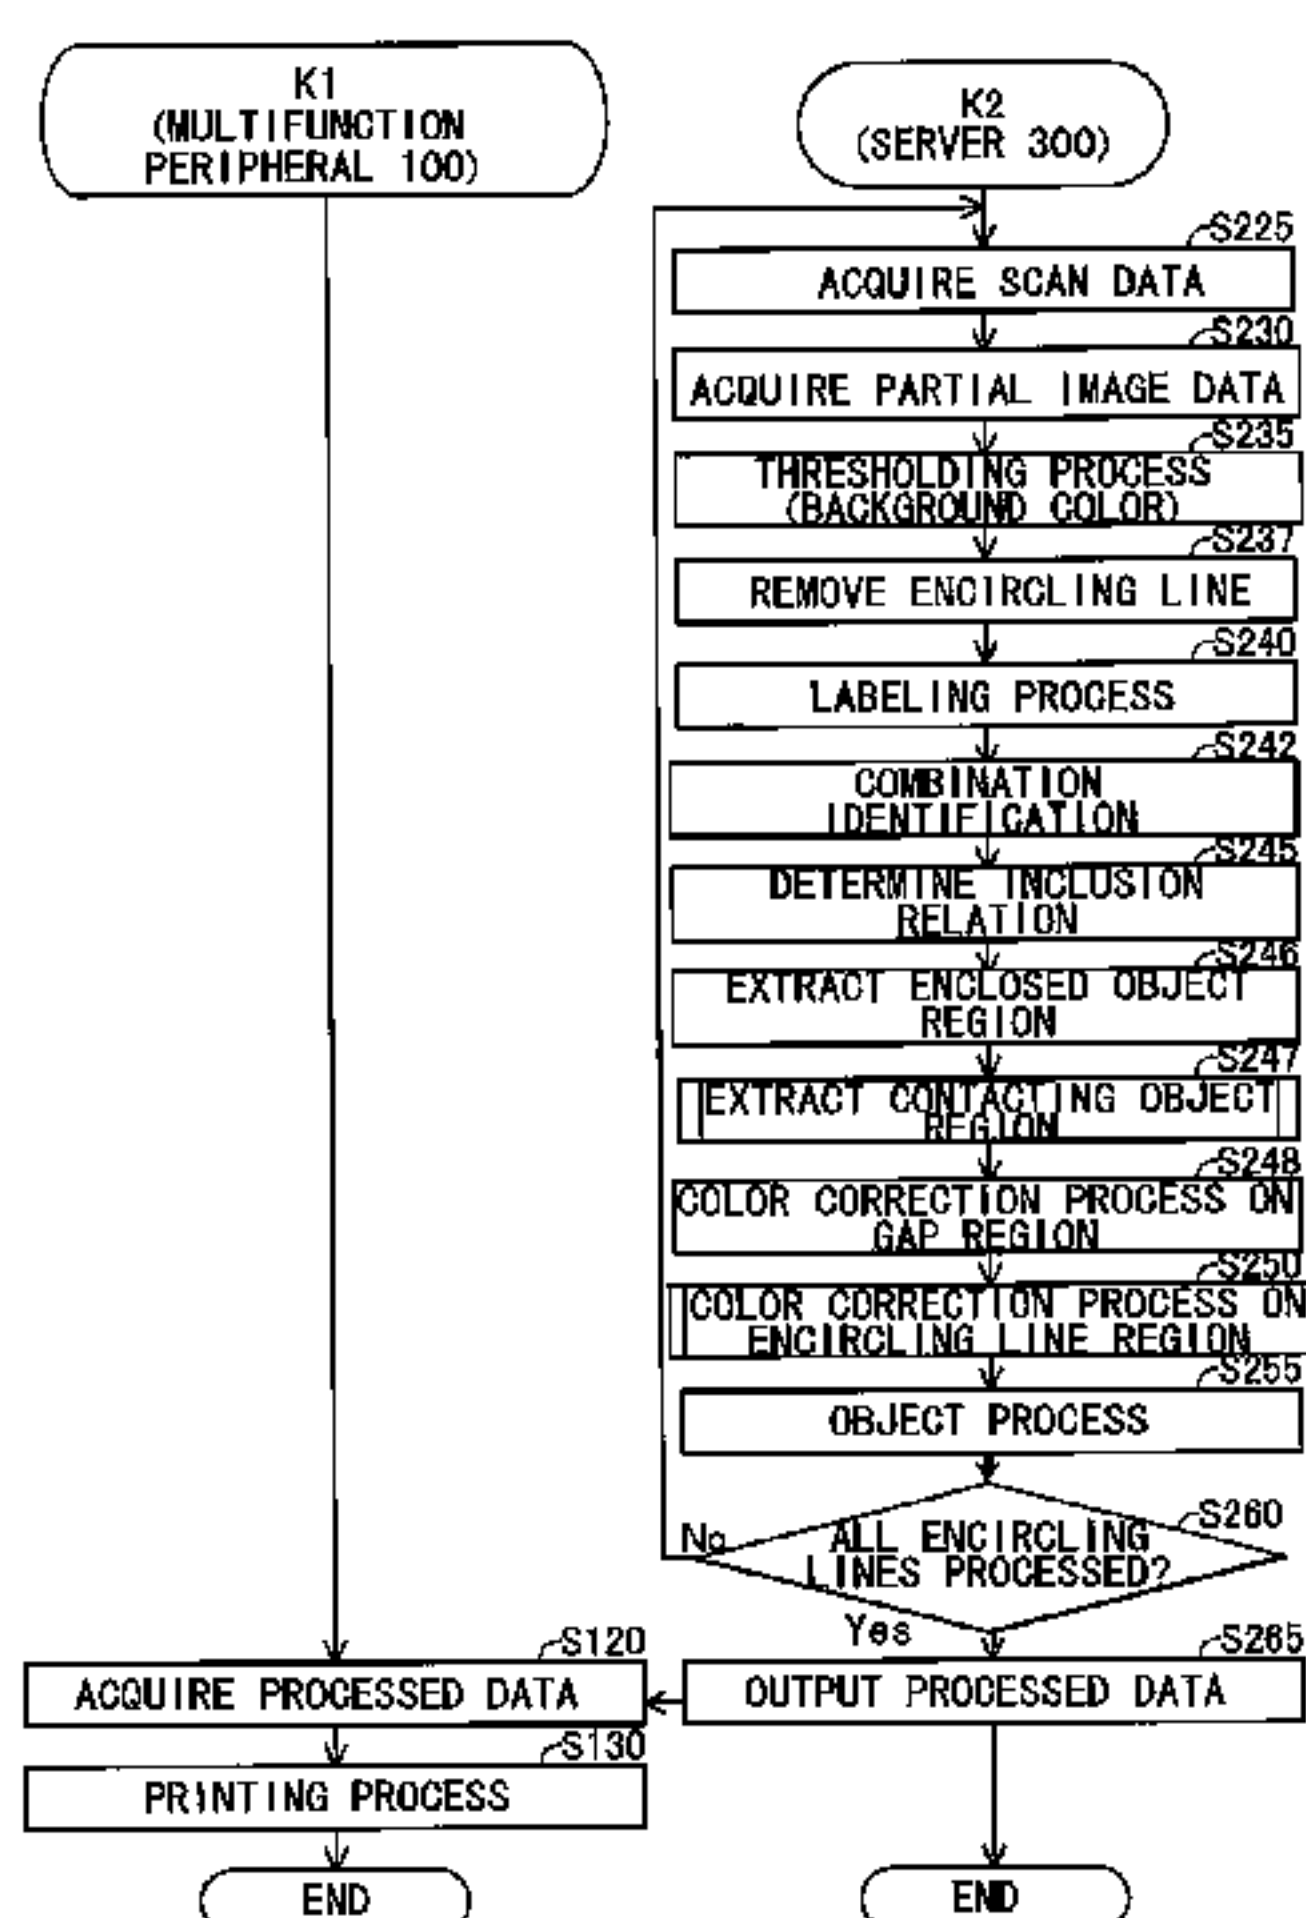 K1
(MULTIFUNCTION
PERIPHERAL 100)
K2
(SERVER 300)
S225
ACQUIRE SCAN DATA
S230
ACQUIRE PARTIAL IMAGE DATA
S235
THRESHOLDING PROCESS
(BACKGROUND COLOR)
S237
REMOVE ENCIRCLING LINE
S240
LABELING PROCESS
S242
COMBINATION
IDENTIFICATION
S245
DETERMINE INCLUSION
RELATION
S246
EXTRACT ENCLOSED OBJECT
REGION
S247
EXTRACT CONTACTING OBJECT
REGION
S248
COLOR CORRECTION PROCESS ON
GAP REGION
S250
COLOR CORRECTION PROCESS ON
ENCIRCLING LINE REGION
S255
OBJECT PROCESS
S260
ALL ENCIRCLING
LINES PROCESSED?
No
Yes
S120
ACQUIRE PROCESSED DATA
S265
OUTPUT PROCESSED DATA
S130
PRINTING PROCESS
END
END